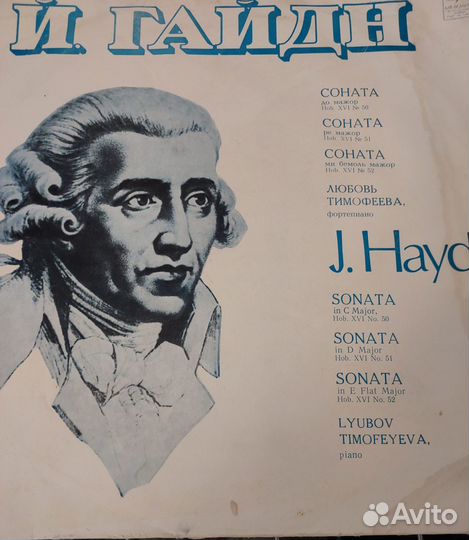 Й. ГАЙДН
СОНАТА
до мажор
Hob. XVI № 50
СОНАТА
ре мажор
Hob. XVI № 51
СОНАТА
ми бемоль мажор
Hob. XVI № 52
ЛЮБОВЬ
ТИМОФЕЕВА,
фортепиано
J. Hayd
SONATA
in C Major,
Hob. XVI No. 50
SONATA
in D Major
Hob. XVI No. 51
SONATA
in E Flat Major
Hob. XVI No. 52
LYUBOV
TIMOFEYEVA,
piano
Avito